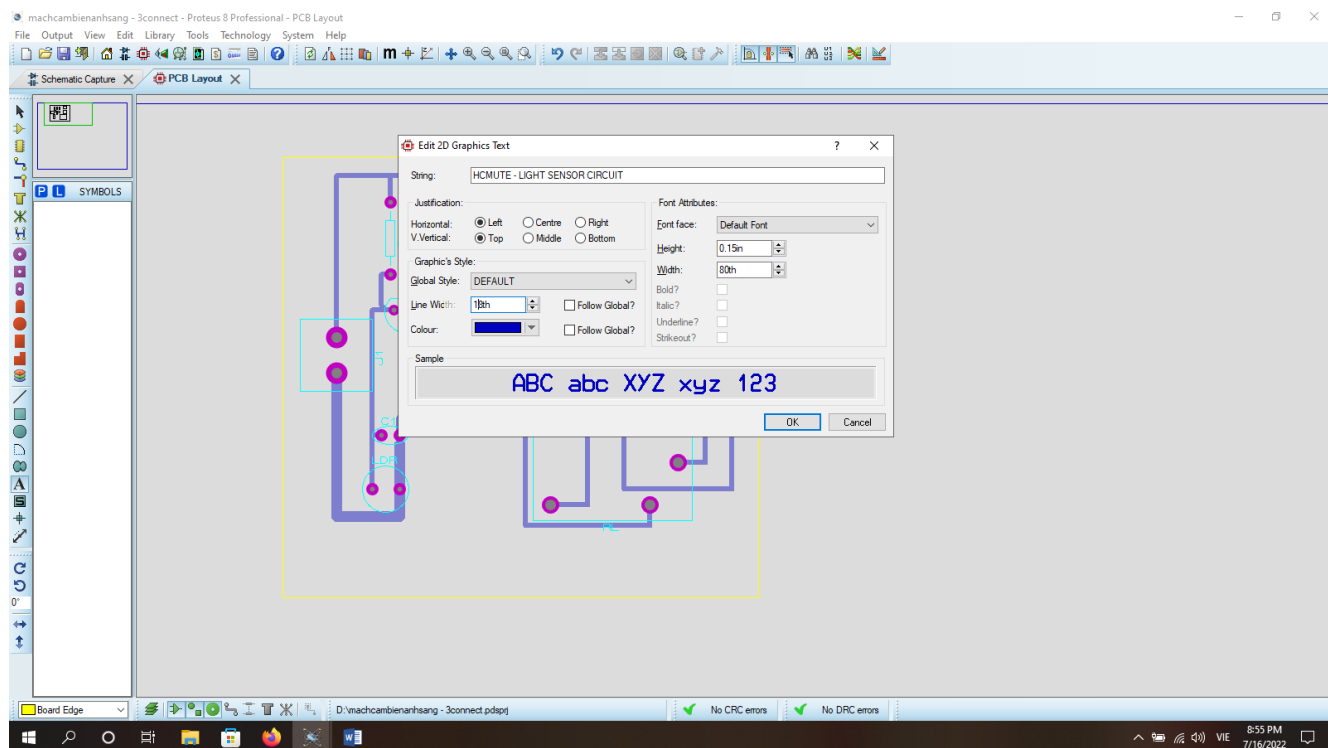 machcambienanhsang - 3connect - Proteus 8 Professional - PCB Layout
File Output View Edit Library Tools Technology System Help
Schematic Capture PCB Layout
P L SYMBOLS
Edit 2D Graphics Text ?
String: HCMUTE - LIGHT SENSOR CIRCUIT
Justification: Font Attributes:
Horizontal: Left Centre Right Font face: Default Font
V.Vertical: Top Middle Bottom
Height: 0.15in
Graphic's Style: Width: 80th
Global Style: DEFAULT Bold?
Line Width: 18th Follow Global? Italic?
Colour: Follow Global? Underline?
Strikeout?
Sample
ABC abc XYZ xyz 123
OK Cancel
J1
C1
LDR
0°
Board Edge D:\machcambienanhsang - 3connect.pdsprj No CRC errors No DRC errors
VIE 8:55 PM
7/16/2022